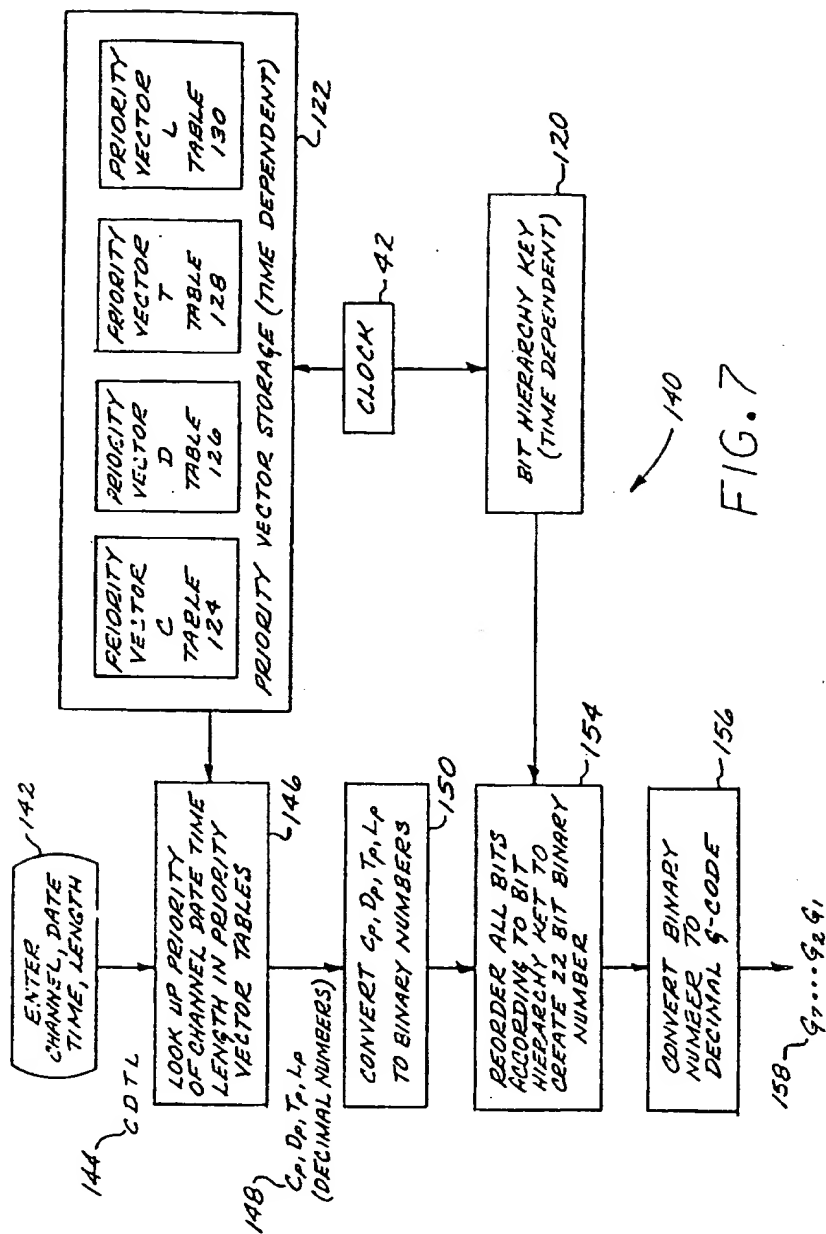 142
ENTER
CHANNEL, DATE
TIME, LENGTH
144
C D T L
LOOK UP PRIORITY
OF CHANNEL DATE TIME
LENGTH IN PRIORITY
VECTOR TABLES
146
148
Cp, Dp, Tp, Lp
(DECIMAL NUMBERS)
CONVERT Cp, Dp, Tp, Lp
TO BINARY NUMBERS
150
REORDER ALL BITS
ACCORDING TO BIT
HIERARCHY KET TO
CREATE 22 BIT BINARY
NUMBER
154
CONVERT BINARY
NUMBER TO
DECIMAL G-CODE
156
158
G7....G2G1
PRIORITY
VECTOR
C
TABLE
124
PRIORITY
VECTOR
D
TABLE
126
PRIORITY
VECTOR
T
TABLE
128
PRIORITY
VECTOR
L
TABLE
130
PRIORITY VECTOR STORAGE (TIME DEPENDENT)
122
CLOCK
42
BIT HIERARCHY KEY
(TIME DEPENDENT)
120
140
FIG.7